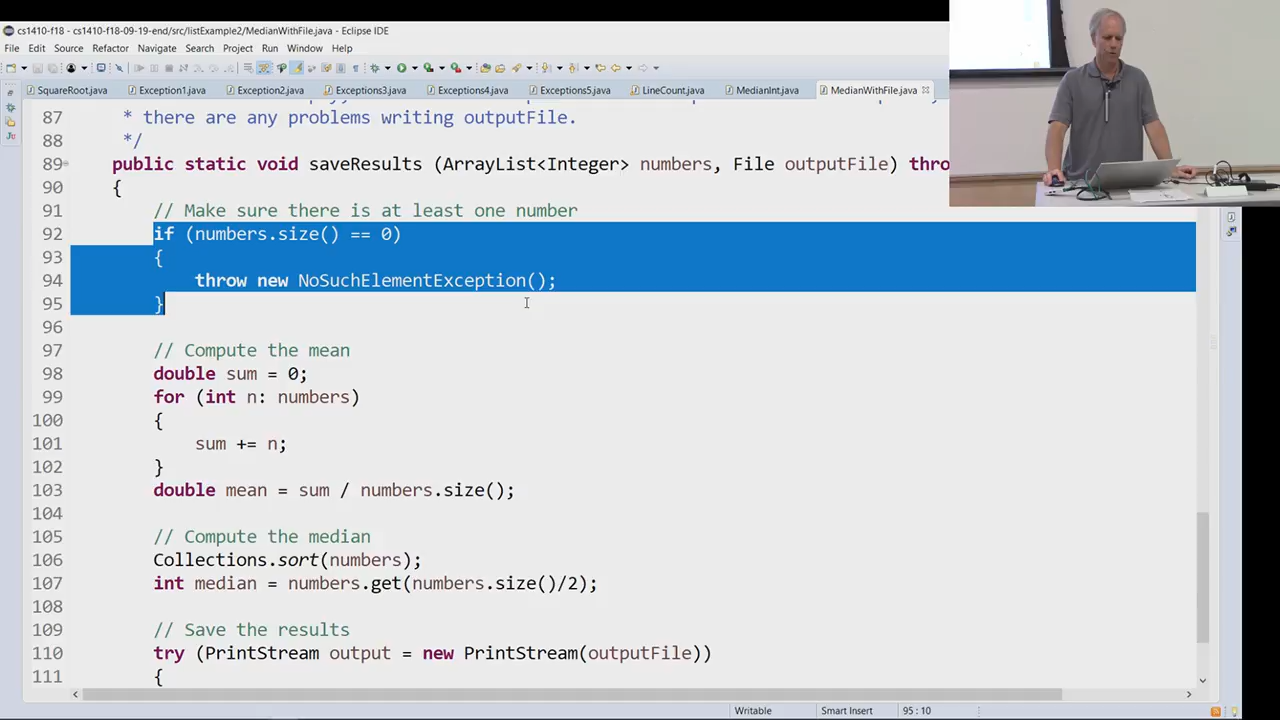 cs1410-f18 - cs1410-f18-09-19-end/src/listExample2/MedianWithFile.java - Eclipse IDE
File Edit Source Refactor Navigate Search Project Run Window Help
SquareRoot.java Exception1.java Exception2.java Exceptions3.java Exceptions4.java Exceptions5.java LineCount.java MedianInt.java MedianWithFile.java
87 * there are any problems writing outputFile.
88 */
89 public static void saveResults (ArrayList<Integer> numbers, File outputFile) thro
90 {
91 // Make sure there is at least one number
92 if (numbers.size() == 0)
93 {
94 throw new NoSuchElementException();
95 }
96
97 // Compute the mean
98 double sum = 0;
99 for (int n: numbers)
100 {
101 sum += n;
102 }
103 double mean = sum / numbers.size();
104
105 // Compute the median
106 Collections.sort(numbers);
107 int median = numbers.get(numbers.size()/2);
108
109 // Save the results
110 try (PrintStream output = new PrintStream(outputFile))
111 {
Writable Smart Insert 95 : 10